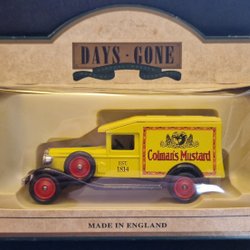 DAYS-GONE
EST.
1814
Colman's Mustard
MADE IN ENGLAND